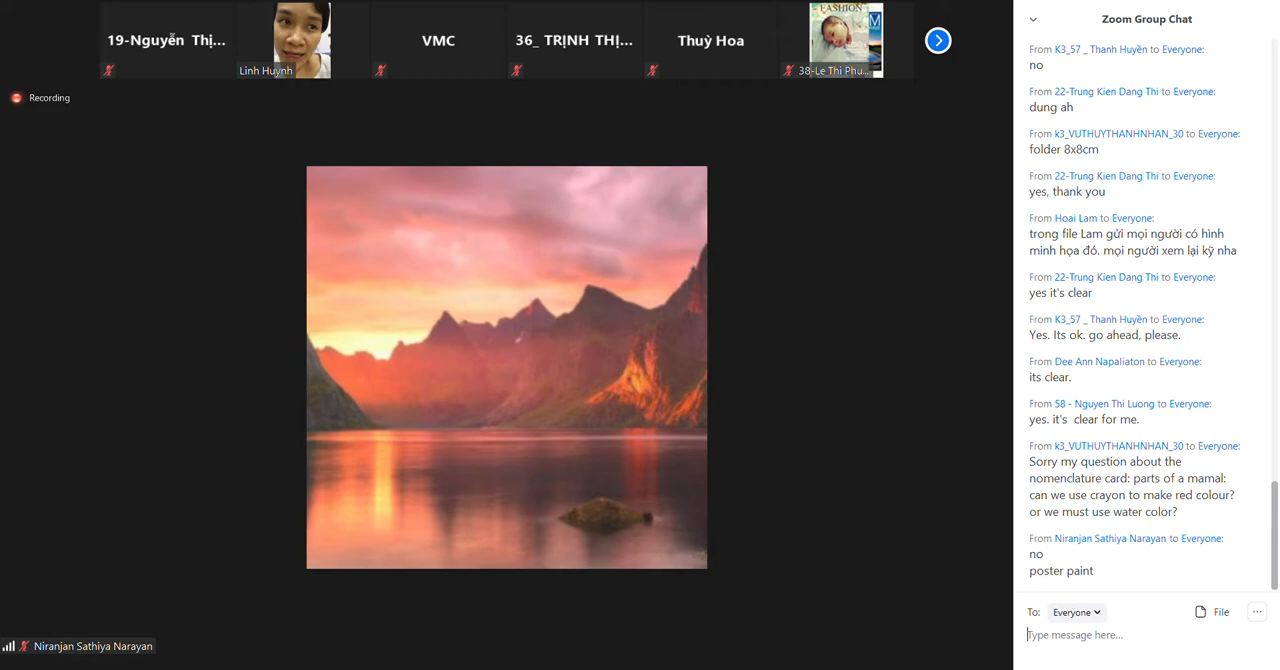 19-Nguyễn Thị...
Linh Huynh
VMC
36_ TRỊNH THỊ...
Thuỳ Hoa
FASHION
M
38-Le Thi Phu...
Recording
Niranjan Sathiya Narayan
Zoom Group Chat
From K3_57 _ Thanh Huyền to Everyone:
no
From 22-Trung Kien Dang Thi to Everyone:
dung ah
From k3_VUTHUYTHANHNHAN_30 to Everyone:
folder 8x8cm
From 22-Trung Kien Dang Thi to Everyone:
yes, thank you
From Hoai Lam to Everyone:
trong file Lam gửi mọi người có hình
minh họa đó. mọi người xem lại kỹ nha
From 22-Trung Kien Dang Thi to Everyone:
yes it's clear
From K3_57 _ Thanh Huyền to Everyone:
Yes. Its ok. go ahead, please.
From Dee Ann Napaliaton to Everyone:
its clear.
From 58 - Nguyen Thi Luong to Everyone:
yes. it's clear for me.
From k3_VUTHUYTHANHNHAN_30 to Everyone:
Sorry my question about the
nomenclature card: parts of a mamal:
can we use crayon to make red colour?
or we must use water color?
From Niranjan Sathiya Narayan to Everyone:
no
poster paint
To: Everyone File
Type message here...